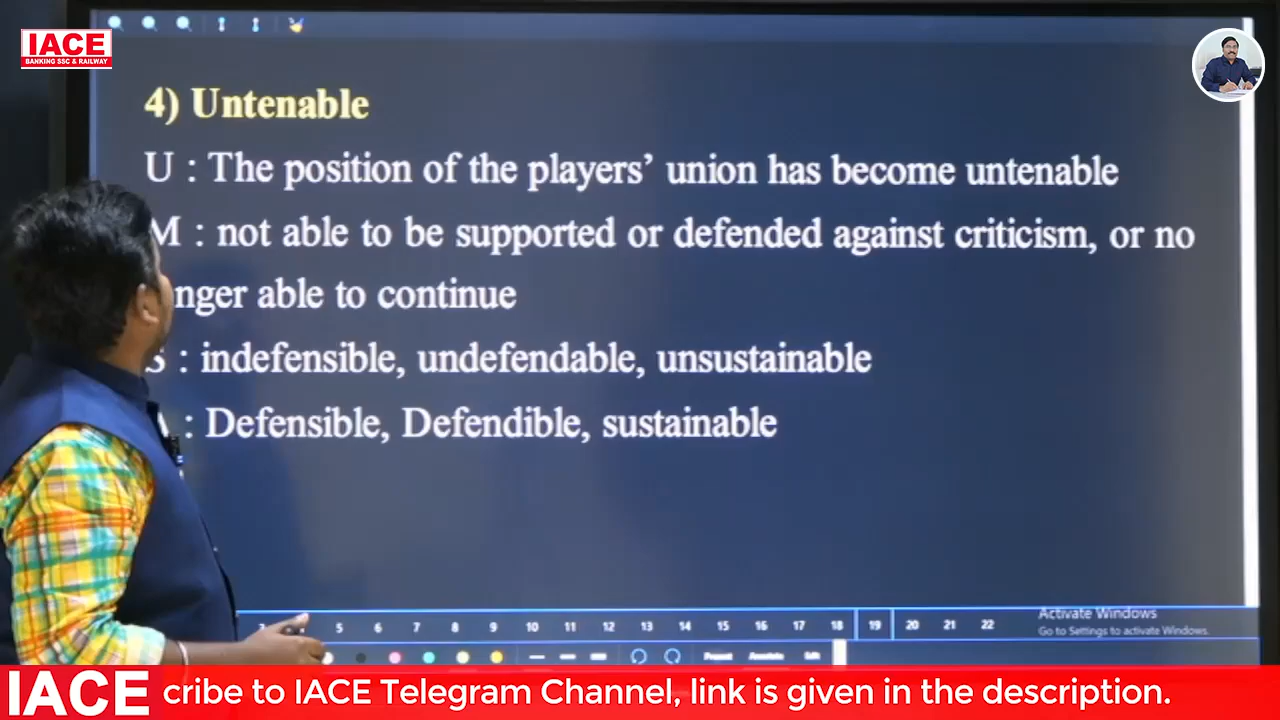 IACE
BANKING SSC & RAILWAY
4) Untenable
U : The position of the players’ union has become untenable
M : not able to be supported or defended against criticism, or no
nger able to continue
S : indefensible, undefendable, unsustainable
: Defensible, Defendible, sustainable
5 6 7 8 9 10 11 12 13 14 15 16 17 18 19 20 21 22
Activate Windows
Go to Settings to activate Windows.
IACE cribe to IACE Telegram Channel, link is given in the description.